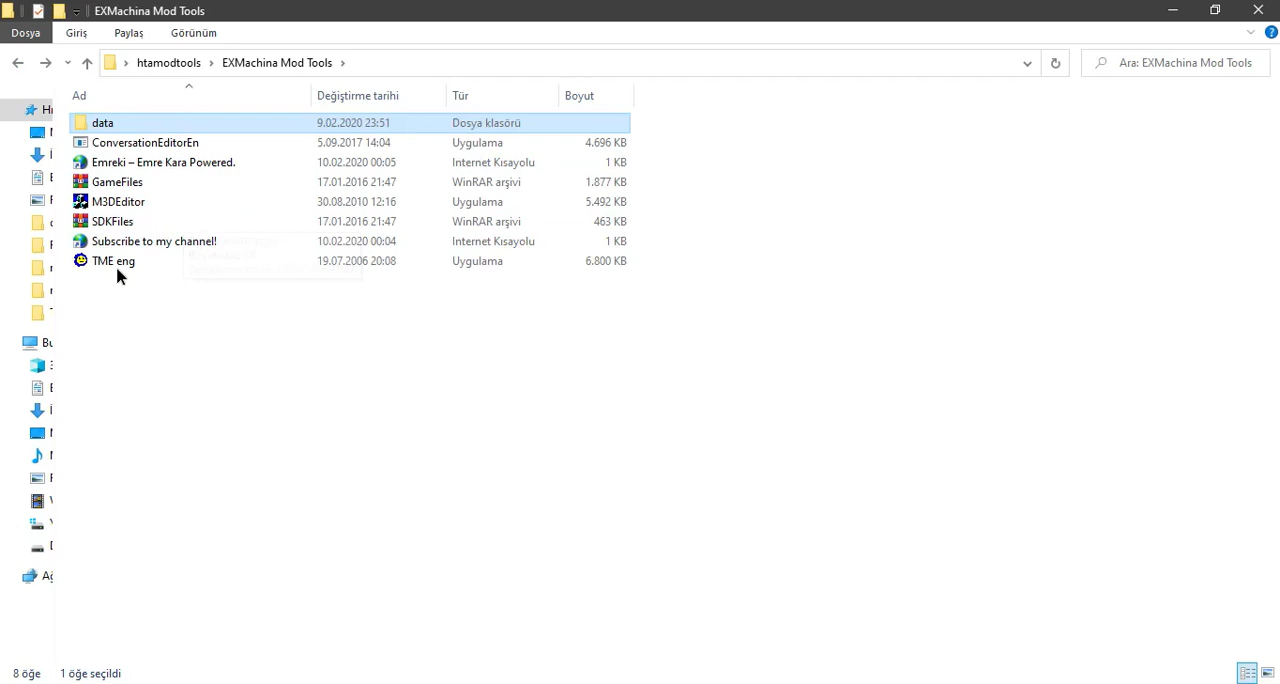 EXMachina Mod Tools
Dosya Giriş Paylaş Görünüm
htamodtools EXMachina Mod Tools Ara: EXMachina Mod Tools
Ad Değiştirme tarihi Tür Boyut
data 9.02.2020 23:51 Dosya klasörü
ConversationEditorEn 5.09.2017 14:04 Uygulama 4.696 KB
Emreki – Emre Kara Powered. 10.02.2020 00:05 Internet Kısayolu 1 KB
GameFiles 17.01.2016 21:47 WinRAR arşivi 1.877 KB
M3DEditor 30.08.2010 12:16 Uygulama 5.492 KB
SDKFiles 17.01.2016 21:47 WinRAR arşivi 463 KB
Subscribe to my channel! 10.02.2020 00:04 Internet Kısayolu 1 KB
TME eng 19.07.2006 20:08 Uygulama 6.800 KB
8 öğe 1 öğe seçildi